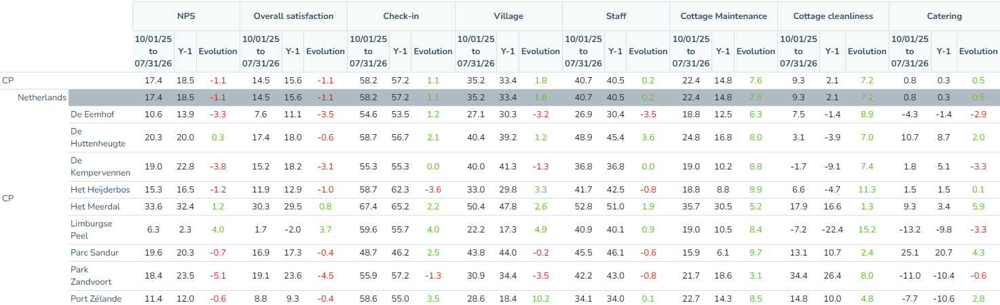 NPS Overall satisfaction Check-in Village Staff Cottage Maintenance Cottage cleanliness Catering
10/01/25 to 07/31/26 Y-1 Evolution 10/01/25 to 07/31/26 Y-1 Evolution 10/01/25 to 07/31/26 Y-1 Evolution 10/01/25 to 07/31/26 Y-1 Evolution 10/01/25 to 07/31/26 Y-1 Evolution 10/01/25 to 07/31/26 Y-1 Evolution 10/01/25 to 07/31/26 Y-1 Evolution 10/01/25 to 07/31/26 Y-1 Evolution
CP 17.4 18.5 -1.1 14.5 15.6 -1.1 58.2 57.2 1.1 35.2 33.4 1.8 40.7 40.5 0.2 22.4 14.8 7.6 9.3 2.1 7.2 0.8 0.3 0.5
Netherlands 17.4 18.5 -1.1 14.5 15.6 -1.1 58.2 57.2 1.1 35.2 33.4 1.8 40.7 40.5 0.2 22.4 14.8 7.6 9.3 2.1 7.2 0.8 0.3 0.5
De Eemhof 10.6 13.9 -3.3 7.6 11.1 -3.5 54.6 53.5 1.2 27.1 30.3 -3.2 26.9 30.4 -3.5 18.8 12.5 6.3 7.5 -1.4 8.9 -4.3 -1.4 -2.9
De Huttenheugte 20.3 20.0 0.3 17.4 18.0 -0.6 58.7 56.7 2.1 40.4 39.2 1.2 48.9 45.4 3.6 24.8 16.8 8.0 3.1 -3.9 7.0 10.7 8.7 2.0
De Kempervennen 19.0 22.8 -3.8 15.2 18.2 -3.1 55.3 55.3 0.0 40.0 41.3 -1.3 36.8 36.8 0.0 19.0 10.2 8.8 -1.7 -9.1 7.4 1.8 5.1 -3.3
Het Heijderbos 15.3 16.5 -1.2 11.9 12.9 -1.0 58.7 62.3 -3.6 33.0 29.8 3.3 41.7 42.5 -0.8 18.8 8.8 9.9 6.6 -4.7 11.3 1.5 1.5 0.1
CP
Het Meerdal 33.6 32.4 1.2 30.3 29.5 0.8 67.4 65.2 2.2 50.4 47.8 2.6 52.8 51.0 1.9 35.7 30.5 5.2 17.9 16.6 1.3 9.3 3.4 5.9
Limburgse Peel 6.3 2.3 4.0 1.7 -2.0 3.7 59.6 55.7 4.0 22.2 17.3 4.9 40.9 40.1 0.9 19.0 10.5 8.4 -7.2 -22.4 15.2 -13.2 -9.8 -3.3
Parc Sandur 19.6 20.3 -0.7 16.9 17.3 -0.4 48.7 46.2 2.5 43.8 44.0 -0.2 45.5 46.1 -0.6 15.9 6.1 9.7 13.1 10.7 2.4 25.1 20.7 4.3
Park Zandvoort 18.4 23.5 -5.1 19.1 23.6 -4.5 55.9 57.2 -1.3 30.9 34.4 -3.5 42.2 43.0 -0.8 21.7 18.6 3.1 34.4 26.4 8.0 -11.0 -10.4 -0.6
Port Zélande 11.4 12.0 -0.6 8.8 9.3 -0.4 58.6 55.0 3.5 28.6 18.4 10.2 34.1 34.0 0.1 22.7 14.3 8.5 14.8 10.0 4.8 -7.7 -10.6 2.8